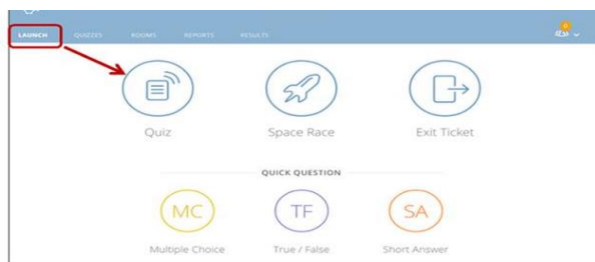 LAUNCH QUIZZES ROOMS REPORTS RESULTS
Quiz Space Race Exit Ticket
QUICK QUESTION
MC TF SA
Multiple Choice True / False Short Answer